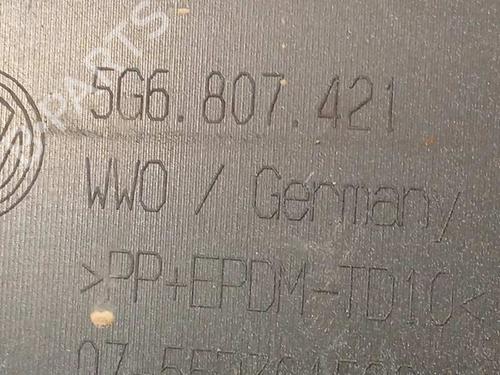 5G6.807.421
WWO / Germany
>PP+EPDM-TD10<